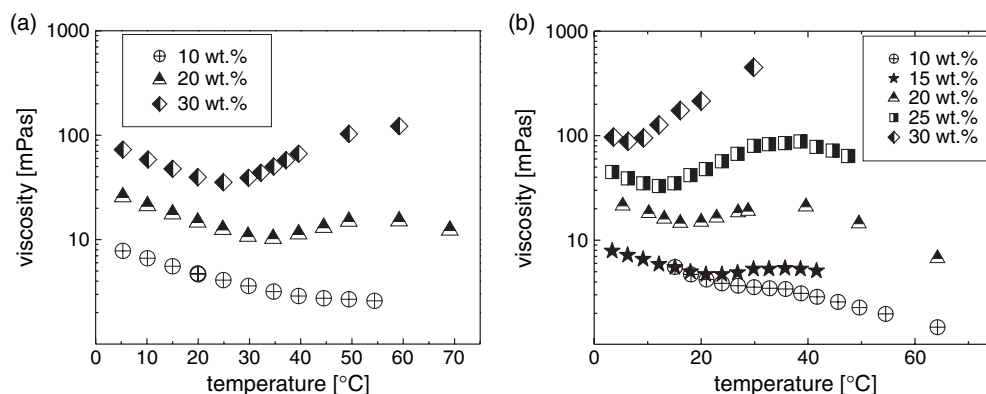 (a)
1000
100
10
viscosity [mPas]
10 wt.%
20 wt.%
30 wt.%
0 10 20 30 40 50 60 70
temperature [°C]
(b)
1000
100
10
viscosity [mPas]
10 wt.%
15 wt.%
20 wt.%
25 wt.%
30 wt.%
0 20 40 60
temperature [°C]